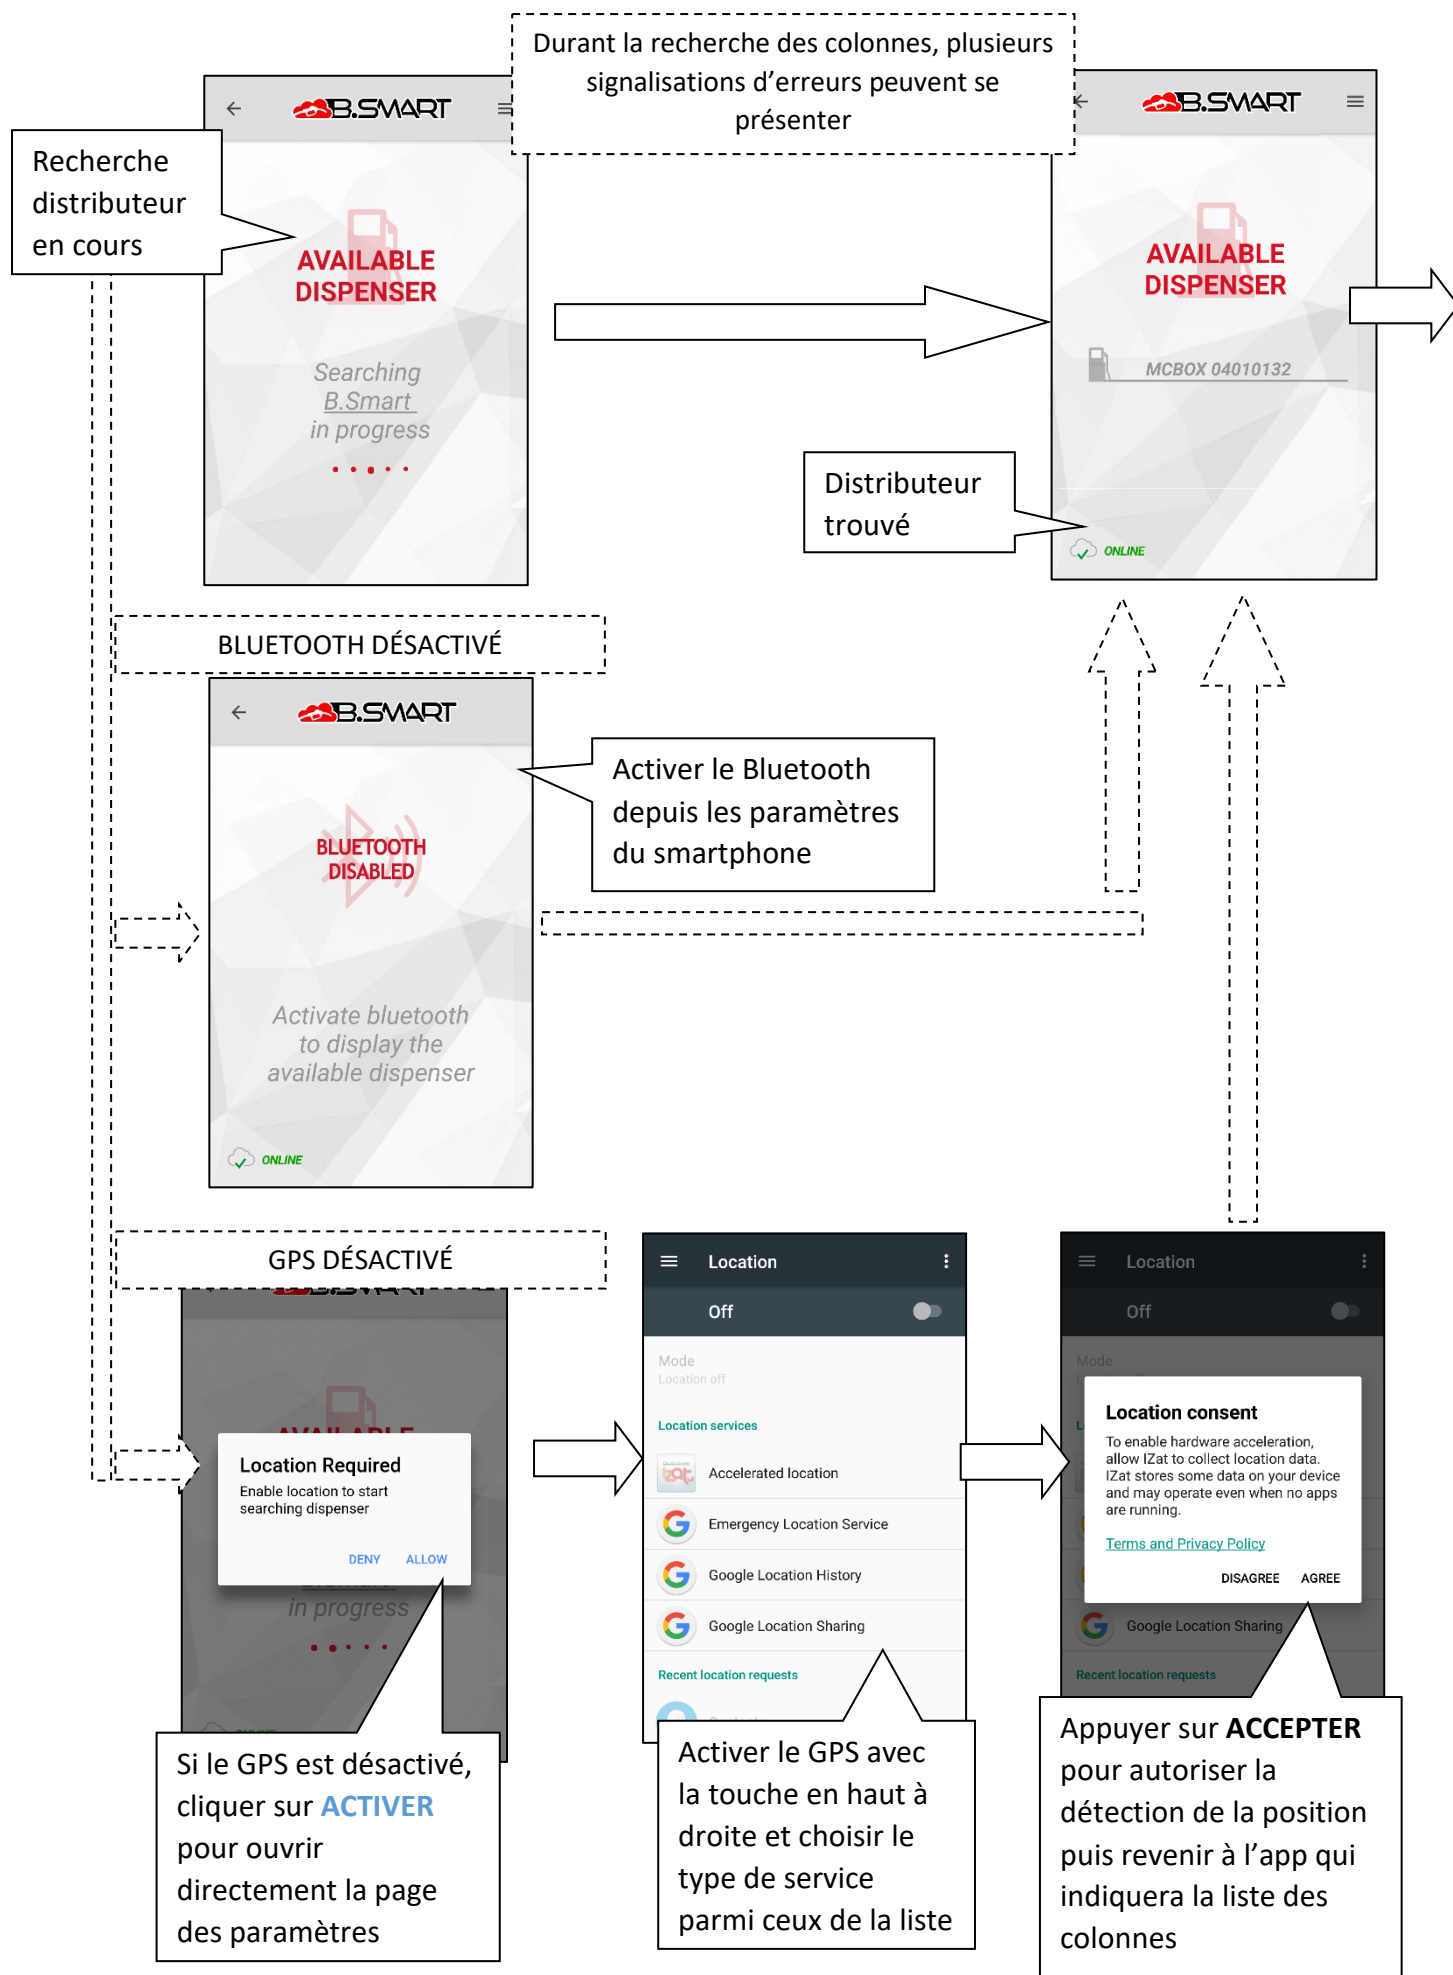 Durant la recherche des colonnes, plusieurs
signalisations d’erreurs peuvent se
présenter
B.SMART
Recherche
distributeur
en cours
AVAILABLE
DISPENSER
Searching
B.Smart
in progress
B.SMART
AVAILABLE
DISPENSER
MCBOX 04010132
Distributeur
trouvé
ONLINE
BLUETOOTH DÉSACTIVÉ
B.SMART
BLUETOOTH
DISABLED
Activate bluetooth
to display the
available dispenser
ONLINE
Activer le Bluetooth
depuis les paramètres
du smartphone
GPS DÉSACTIVÉ
B.SMART
AVAILABLE
Location Required
Enable location to start
searching dispenser
DENY ALLOW
in progress
Si le GPS est désactivé,
cliquer sur ACTIVER
pour ouvrir
directement la page
des paramètres
Location
Off
Mode
Location off
Location services
Accelerated location
Emergency Location Service
Google Location History
Google Location Sharing
Recent location requests
Activer le GPS avec
la touche en haut à
droite et choisir le
type de service
parmi ceux de la liste
Location
Off
Mode
Location consent
To enable hardware acceleration,
allow IZat to collect location data.
IZat stores some data on your device
and may operate even when no apps
are running.
Terms and Privacy Policy
DISAGREE AGREE
Google Location Sharing
Recent location requests
Appuyer sur ACCEPTER
pour autoriser la
détection de la position
puis revenir à l’app qui
indiquera la liste des
colonnes